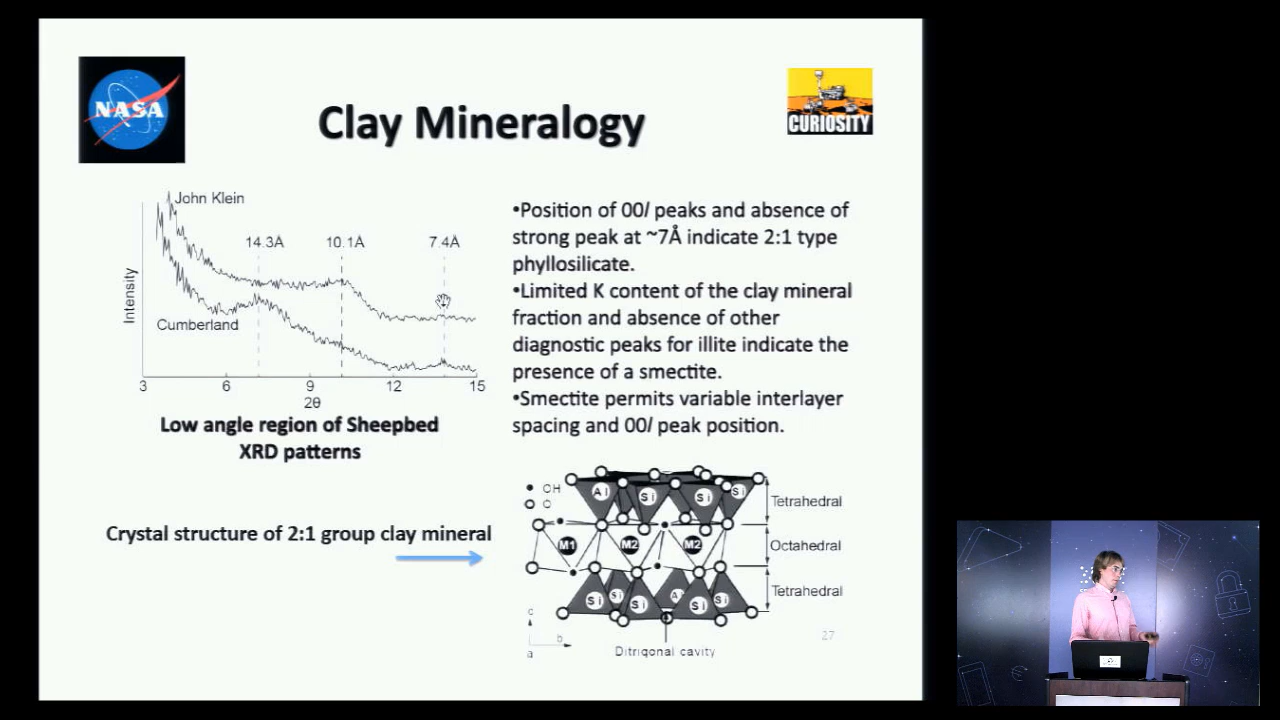 NASA
Clay Mineralogy
CURIOSITY
John Klein
14.3Å
10.1Å
7.4Å
Intensity
Cumberland
3
6
9
12
15
2θ
Low angle region of Sheepbed
XRD patterns
•Position of 00l peaks and absence of
strong peak at ~7Å indicate 2:1 type
phyllosilicate.
•Limited K content of the clay mineral
fraction and absence of other
diagnostic peaks for illite indicate the
presence of a smectite.
•Smectite permits variable interlayer
spacing and 00l peak position.
Crystal structure of 2:1 group clay mineral
OH
O
Al
Si
Si
Si
Tetrahedral
M1
M2
M2
Octahedral
Si
Si
Si
Si
Si
Tetrahedral
c
b
a
Ditrigonal cavity
27